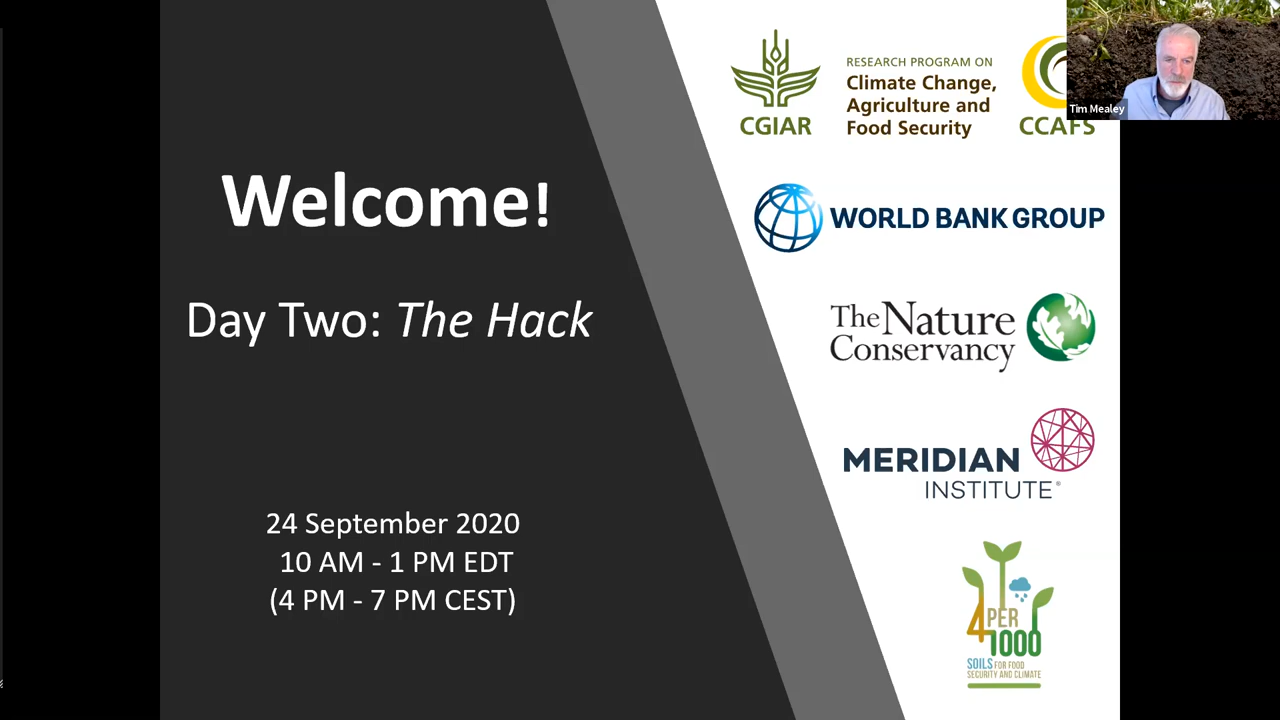 Welcome!
Day Two: The Hack
24 September 2020
10 AM - 1 PM EDT
(4 PM - 7 PM CEST)
CGIAR
RESEARCH PROGRAM ON
Climate Change,
Agriculture and
Food Security
CCAFS
Tim Mealey
WORLD BANK GROUP
The Nature
Conservancy
MERIDIAN
INSTITUTE®
4 PER
1000
SOILS FOR FOOD
SECURITY AND CLIMATE